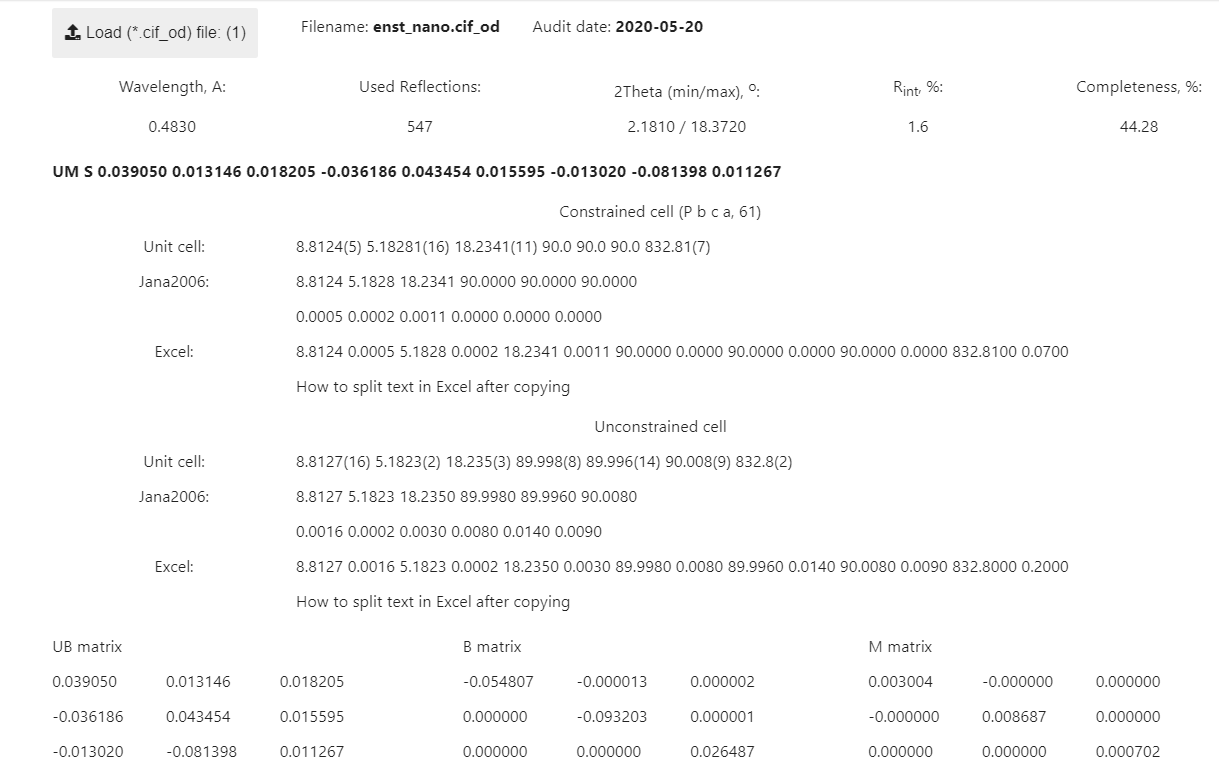 Load (*.cif_od) file: (1) Filename: enst_nano.cif_od Audit date: 2020-05-20
Wavelength, A: Used Reflections: 2Theta (min/max), º: Rint, %: Completeness, %:
0.4830 547 2.1810 / 18.3720 1.6 44.28
UM S 0.039050 0.013146 0.018205 -0.036186 0.043454 0.015595 -0.013020 -0.081398 0.011267
Constrained cell (P b c a, 61)
Unit cell: 8.8124(5) 5.18281(16) 18.2341(11) 90.0 90.0 90.0 832.81(7)
Jana2006: 8.8124 5.1828 18.2341 90.0000 90.0000 90.0000
0.0005 0.0002 0.0011 0.0000 0.0000 0.0000
Excel: 8.8124 0.0005 5.1828 0.0002 18.2341 0.0011 90.0000 0.0000 90.0000 0.0000 90.0000 0.0000 832.8100 0.0700
How to split text in Excel after copying
Unconstrained cell
Unit cell: 8.8127(16) 5.1823(2) 18.235(3) 89.998(8) 89.996(14) 90.008(9) 832.8(2)
Jana2006: 8.8127 5.1823 18.2350 89.9980 89.9960 90.0080
0.0016 0.0002 0.0030 0.0080 0.0140 0.0090
Excel: 8.8127 0.0016 5.1823 0.0002 18.2350 0.0030 89.9980 0.0080 89.9960 0.0140 90.0080 0.0090 832.8000 0.2000
How to split text in Excel after copying
UB matrix B matrix M matrix
0.039050 0.013146 0.018205 -0.054807 -0.000013 0.000002 0.003004 -0.000000 0.000000
-0.036186 0.043454 0.015595 0.000000 -0.093203 0.000001 -0.000000 0.008687 0.000000
-0.013020 -0.081398 0.011267 0.000000 0.000000 0.026487 0.000000 0.000000 0.000702